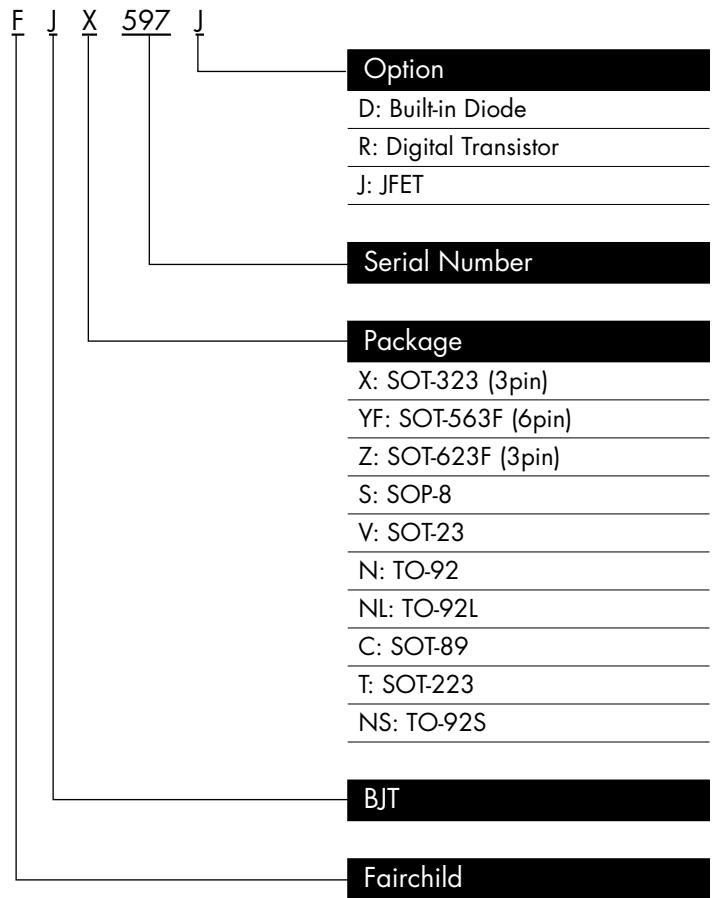 F J X 597 J
Option
D: Built-in Diode
R: Digital Transistor
J: JFET
Serial Number
Package
X: SOT-323 (3pin)
YF: SOT-563F (6pin)
Z: SOT-623F (3pin)
S: SOP-8
V: SOT-23
N: TO-92
NL: TO-92L
C: SOT-89
T: SOT-223
NS: TO-92S
BJT
Fairchild